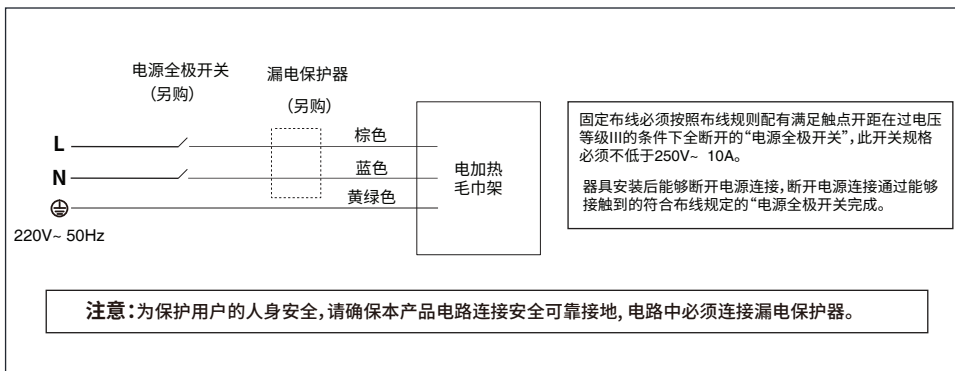 电源全极开关
(另购)
漏电保护器
(另购)
L
N
220V~ 50Hz
棕色
蓝色
黄绿色
电加热
毛巾架
固定布线必须按照布线规则配有满足触点开距在过电压
等级III的条件下全断开的“电源全极开关”,此开关规格
必须不低于250V~ 10A。
器具安装后能够断开电源连接,断开电源连接通过能够
接触到的符合布线规定的“电源全极开关完成。
注意:为保护用户的人身安全,请确保本产品电路连接安全可靠接地, 电路中必须连接漏电保护器。